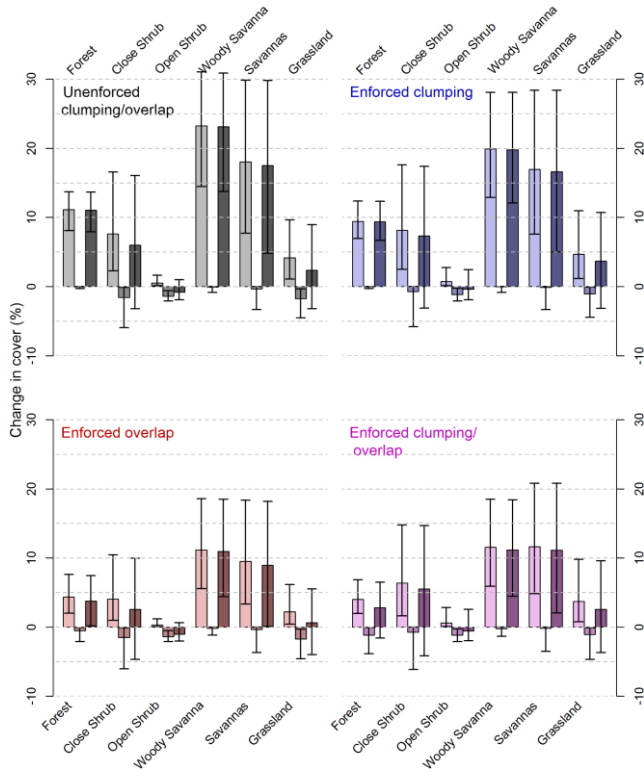 Forest
Close Shrub
Open Shrub
Woody Savanna
Savannas
Grassland
Forest
Close Shrub
Open Shrub
Woody Savanna
Savannas
Grassland
Unenforced
clumping/overlap
Enforced clumping
30
20
10
0
-10
30
20
10
0
-10
Change in cover (%)
Enforced overlap
Enforced clumping/
overlap
30
20
10
0
-10
30
20
10
0
-10
Forest
Close Shrub
Open Shrub
Woody Savanna
Savannas
Grassland
Forest
Close Shrub
Open Shrub
Woody Savanna
Savannas
Grassland